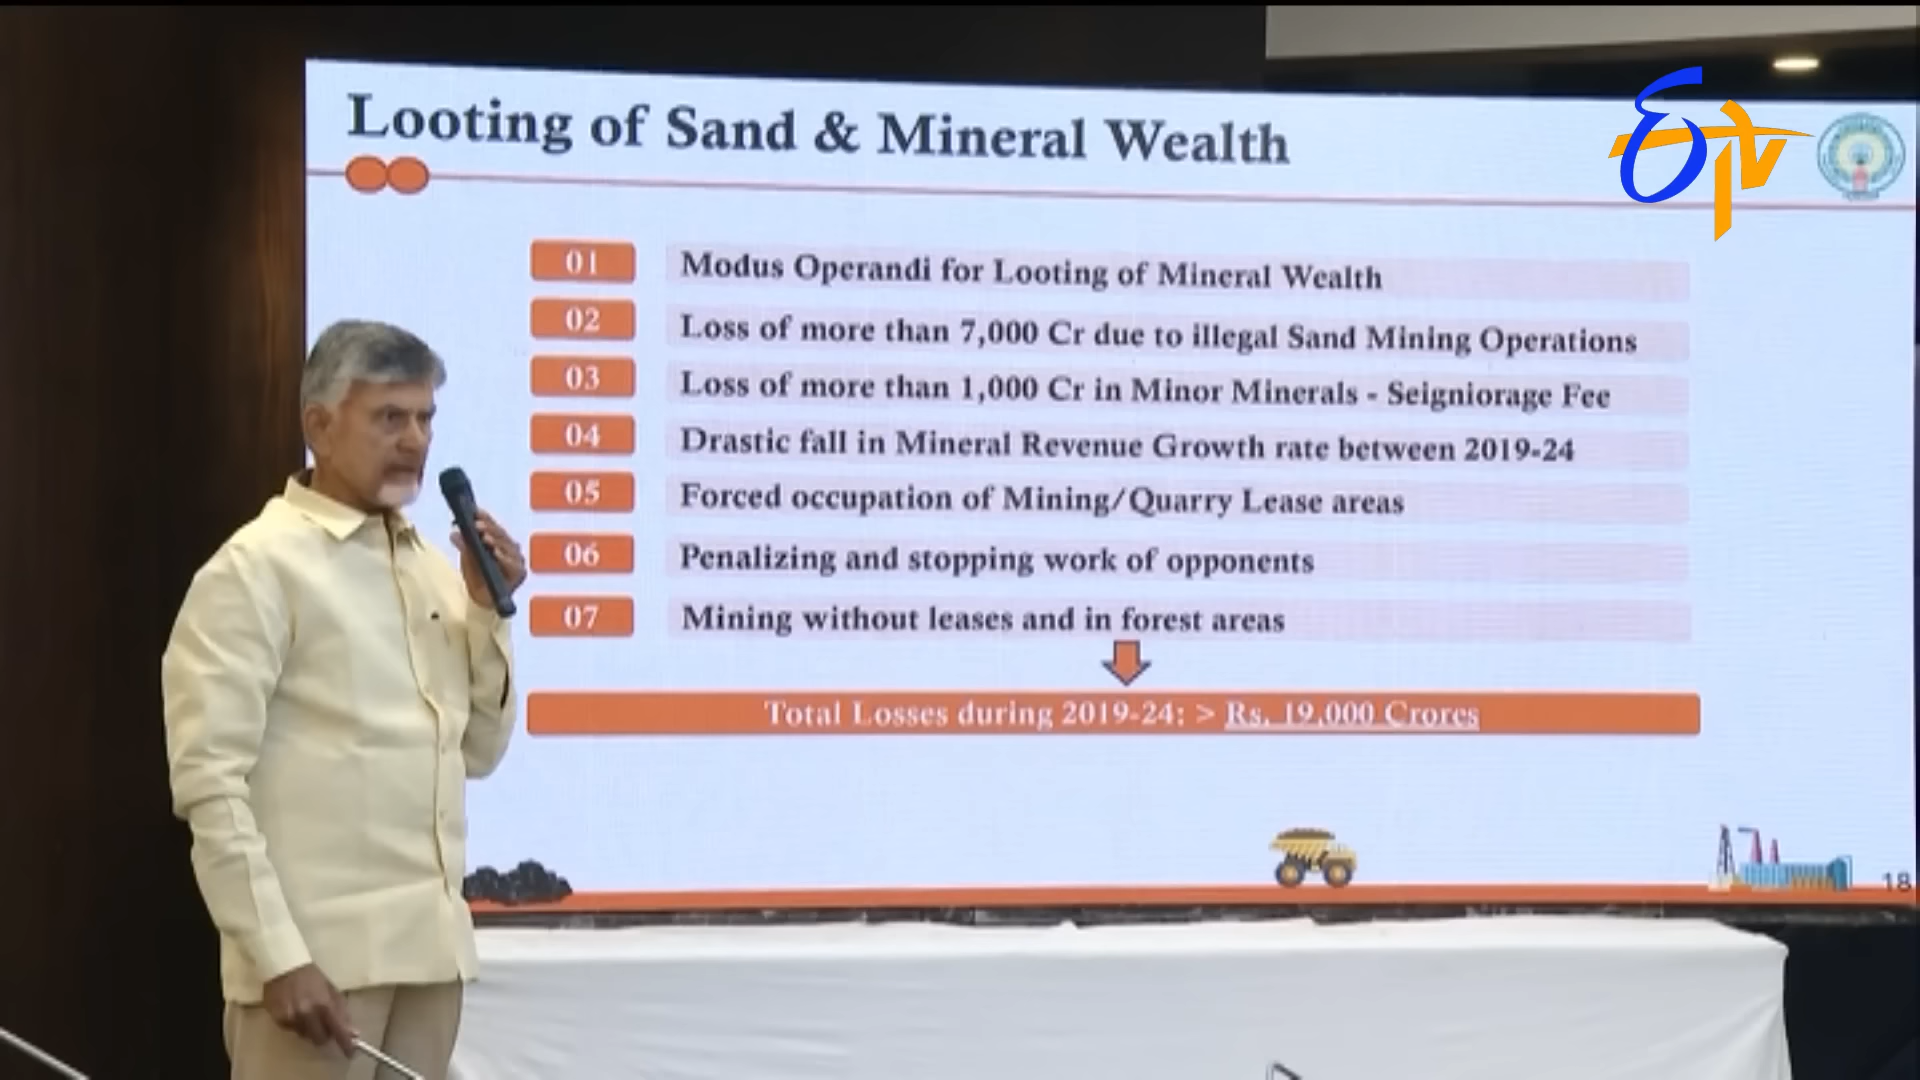 Looting of Sand & Mineral Wealth
ETV
01 Modus Operandi for Looting of Mineral Wealth
02 Loss of more than 7,000 Cr due to illegal Sand Mining Operations
03 Loss of more than 1,000 Cr in Minor Minerals - Seigniorage Fee
04 Drastic fall in Mineral Revenue Growth rate between 2019-24
05 Forced occupation of Mining/Quarry Lease areas
06 Penalizing and stopping work of opponents
07 Mining without leases and in forest areas
Total Losses during 2019-24: > Rs. 19,000 Crores
18